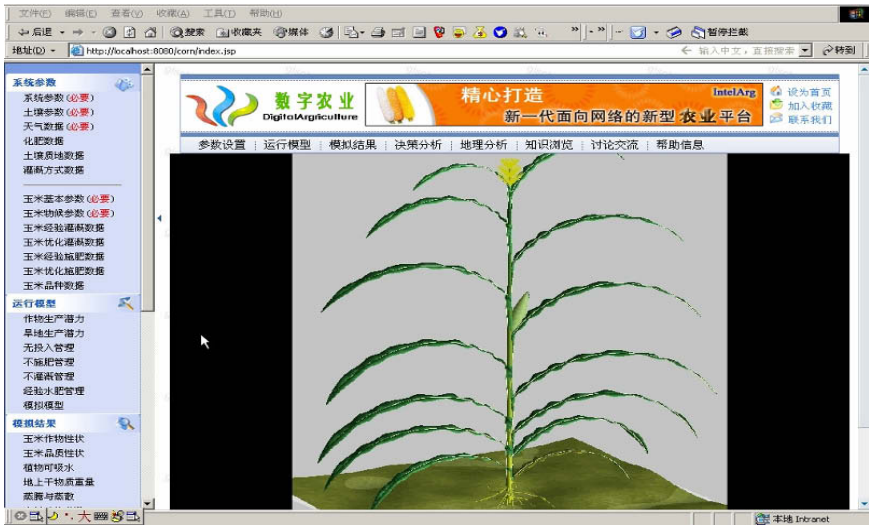 文件(F) 编辑(E) 查看(V) 收藏(A) 工具(T) 帮助(H)
后退 搜索 收藏夹 媒体 暂停拦截
地址(D) http://localhost:8080/corn/index.jsp 输入中文，直接搜索 转到
系统参数
系统参数(必要)
土壤参数(必要)
天气数据(必要)
化肥数据
土壤质地数据
灌溉方式数据
玉米基本参数(必要)
玉米物候参数(必要)
玉米经验灌溉数据
玉米优化灌溉数据
玉米经验施肥数据
玉米优化施肥数据
玉米品种数据
运行模型
作物生产潜力
旱地生产潜力
无投入管理
不施肥管理
不灌溉管理
经验水肥管理
模拟模型
模拟结果
玉米作物性状
玉米品质性状
植物可吸水
地上干物质重量
蒸腾与蒸散
数字农业
DigitolArgriculture
精心打造
IntelArg
新一代面向网络的新型农业平台
设为首页
加入收藏
联系我们
参数设置 运行模型 模拟结果 决策分析 地理分析 知识浏览 讨论交流 帮助信息
大
本地 Intranet